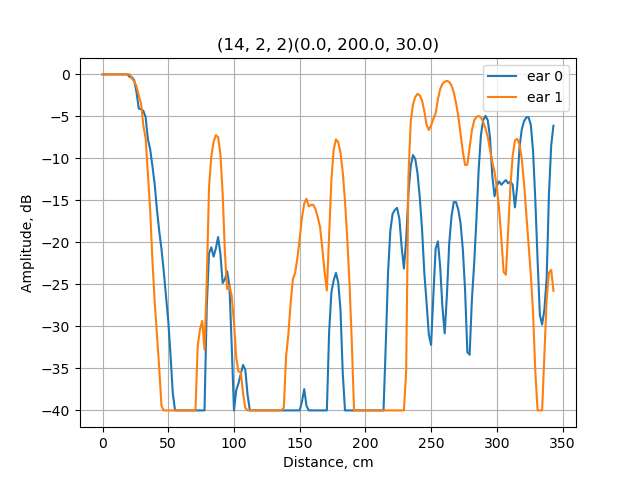 (14, 2, 2)(0.0, 200.0, 30.0)
ear 0
ear 1
Amplitude, dB
0
−5
−10
−15
−20
−25
−30
−35
−40
0 50 100 150 200 250 300 350
Distance, cm